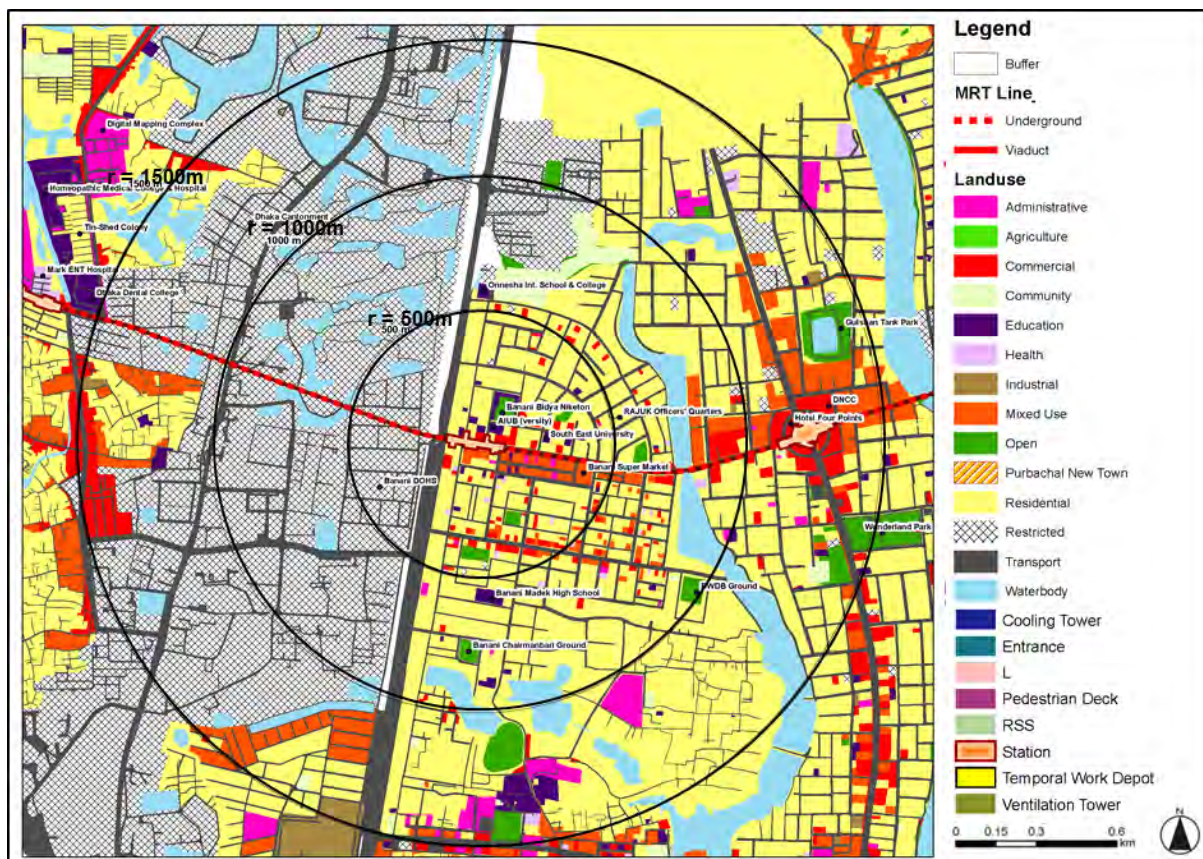 Digital Mapping Complex
r = 1500m
1500 m
Homeopathic Medical College & Hospital
Tin-Shed Colony
Dhaka Cantonment
r = 1000m
1000 m
Mark ENT Hospital
Dhaka Dental College
Onnesha Int. School & College
r = 500m
500 m
Gulshan Tank Park
DNCC
Hotel Four Points
Banani Bidya Niketon
RAJUK Officers' Quarters
AIUB (versity)
South East University
Banani Super Market
Banani DOHS
Wonderland Park
PWDB Ground
Banani Madek High School
Banani Chairmanbari Ground
Legend
Buffer
MRT Line
Underground
Viaduct
Landuse
Administrative
Agriculture
Commercial
Community
Education
Health
Industrial
Mixed Use
Open
Purbachal New Town
Residential
Restricted
Transport
Waterbody
Cooling Tower
Entrance
L
Pedestrian Deck
RSS
Station
Temporal Work Depot
Ventilation Tower
N
0 0.15 0.3 0.6
km